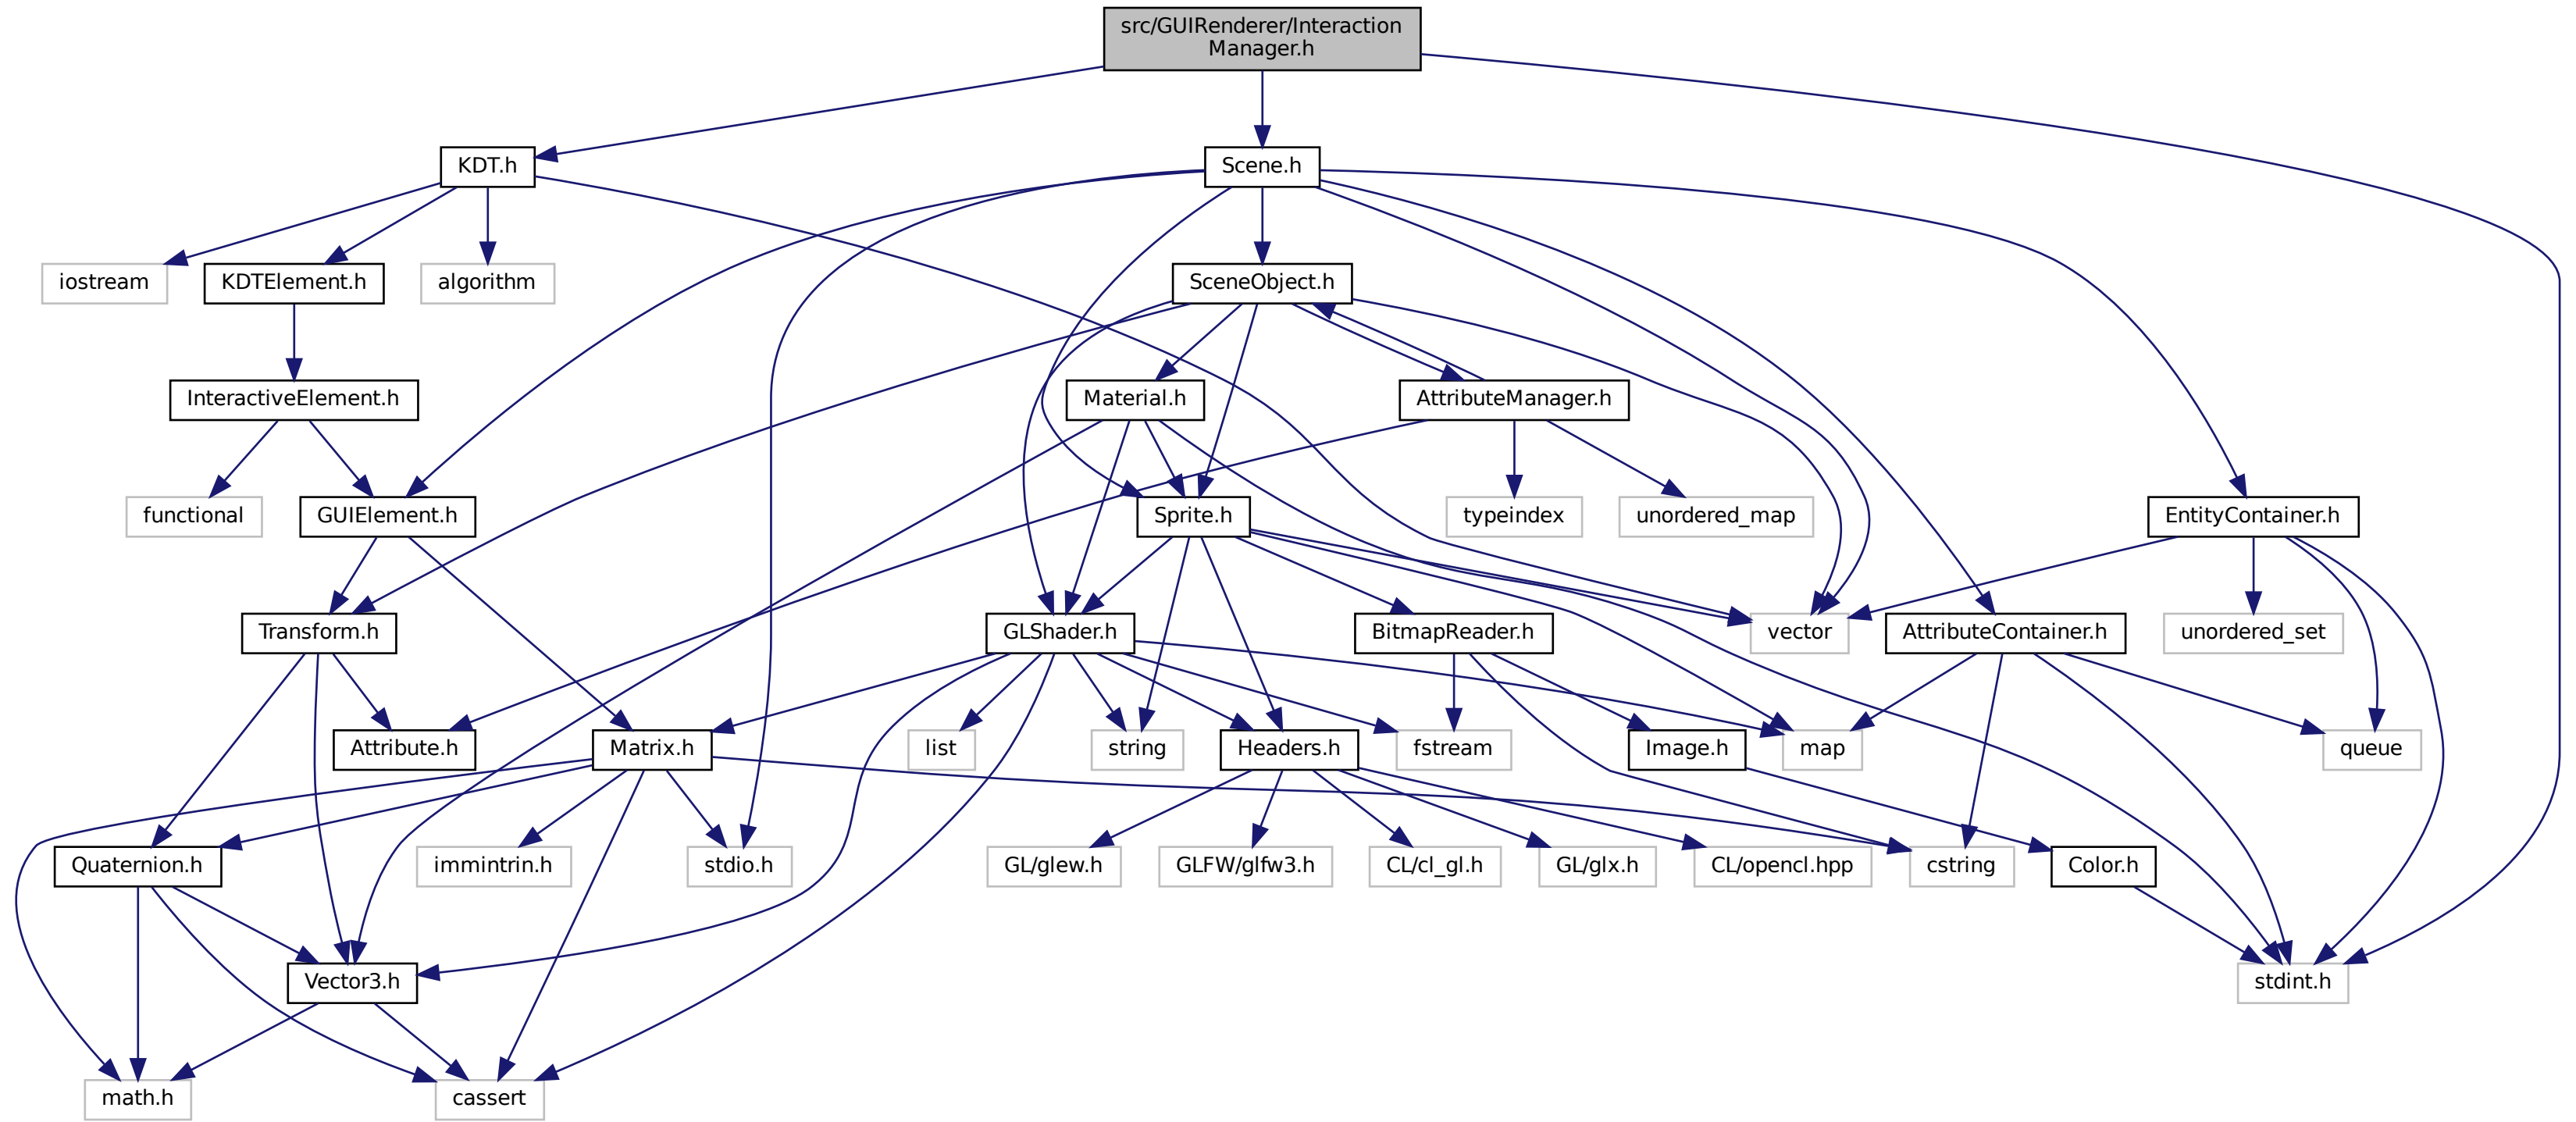 src/GUIRenderer/Interaction
Manager.h
KDT.h
Scene.h
iostream
KDTElement.h
algorithm
SceneObject.h
InteractiveElement.h
Material.h
AttributeManager.h
functional
GUIElement.h
Sprite.h
typeindex
unordered_map
EntityContainer.h
Transform.h
GLShader.h
BitmapReader.h
vector
AttributeContainer.h
unordered_set
Attribute.h
Matrix.h
list
string
Headers.h
fstream
Image.h
map
queue
Quaternion.h
immintrin.h
stdio.h
GL/glew.h
GLFW/glfw3.h
CL/cl_gl.h
GL/glx.h
CL/opencl.hpp
cstring
Color.h
Vector3.h
stdint.h
math.h
cassert